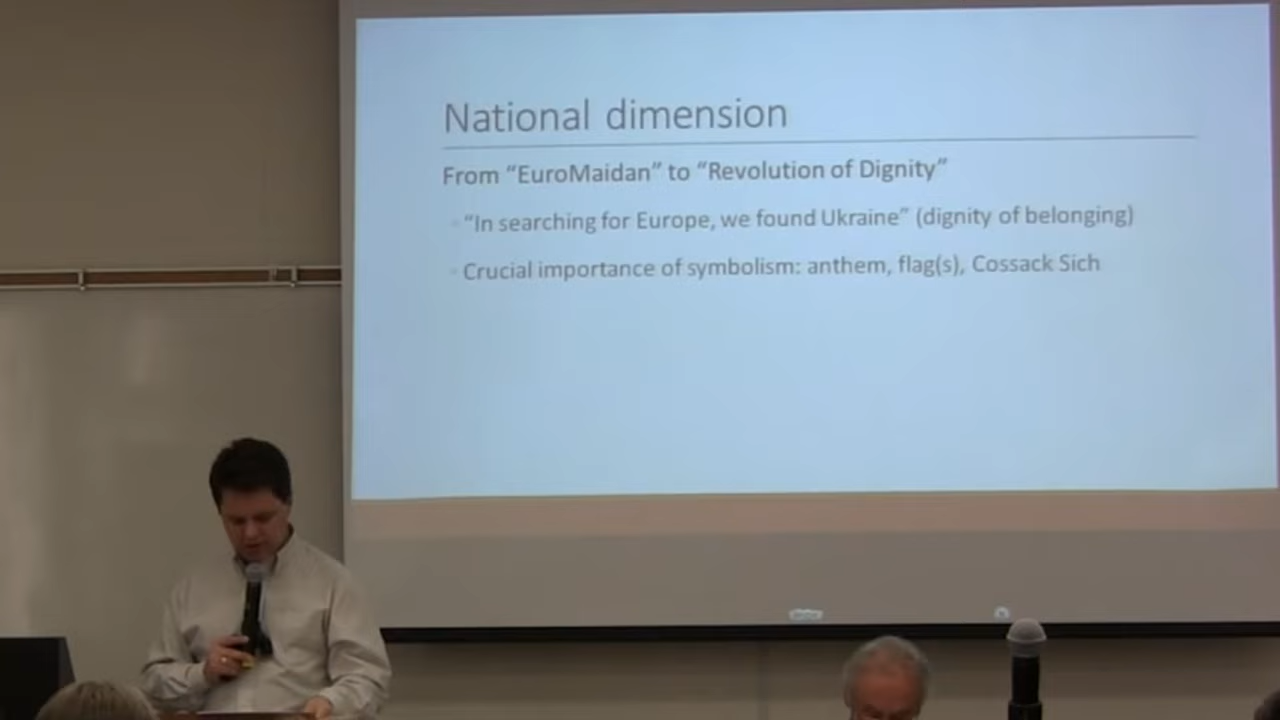 National dimension
From “EuroMaidan” to “Revolution of Dignity”
“In searching for Europe, we found Ukraine” (dignity of belonging)
Crucial importance of symbolism: anthem, flag(s), Cossack Sich